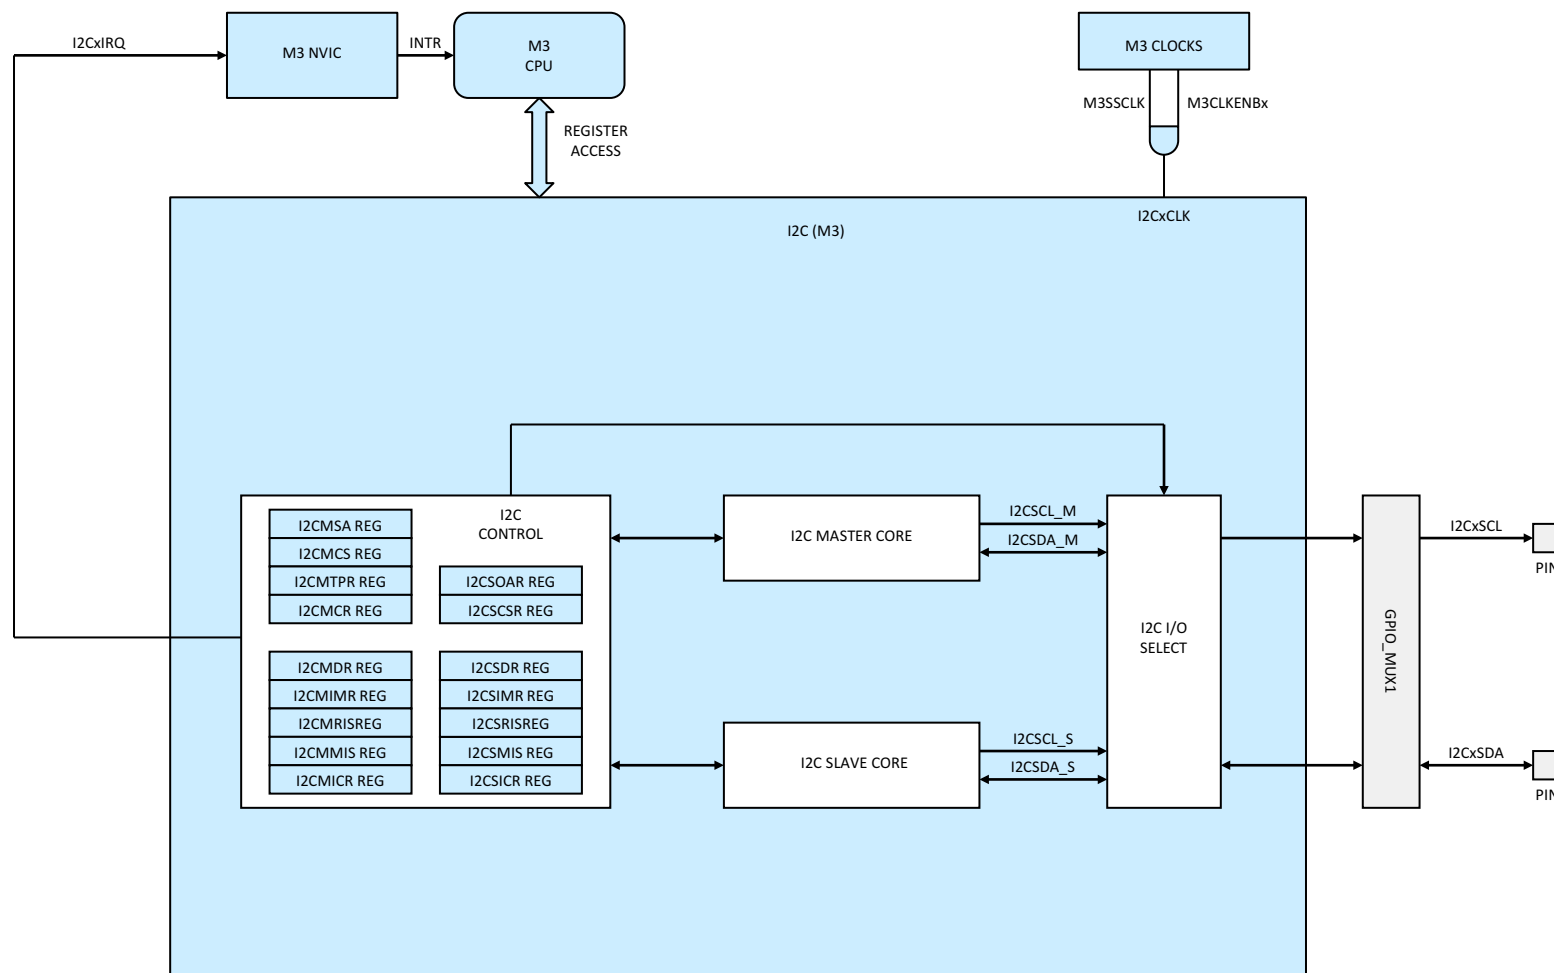 I2CxIRQ
M3 NVIC
INTR
M3
CPU
M3 CLOCKS
M3SSCLK
M3CLKENBx
REGISTER
ACCESS
I2CxCLK
I2C (M3)
I2C
CONTROL
I2CMSA REG
I2CMCS REG
I2CMTPR REG
I2CMCR REG
I2CSOAR REG
I2CSCSR REG
I2CMDR REG
I2CMIMR REG
I2CMRISREG
I2CMMIS REG
I2CMICR REG
I2CSDR REG
I2CSIMR REG
I2CSRISREG
I2CSMIS REG
I2CSICR REG
I2C MASTER CORE
I2CSCL_M
I2CSDA_M
I2C SLAVE CORE
I2CSCL_S
I2CSDA_S
I2C I/O
SELECT
GPIO_MUX1
I2CxSCL
PIN
I2CxSDA
PIN